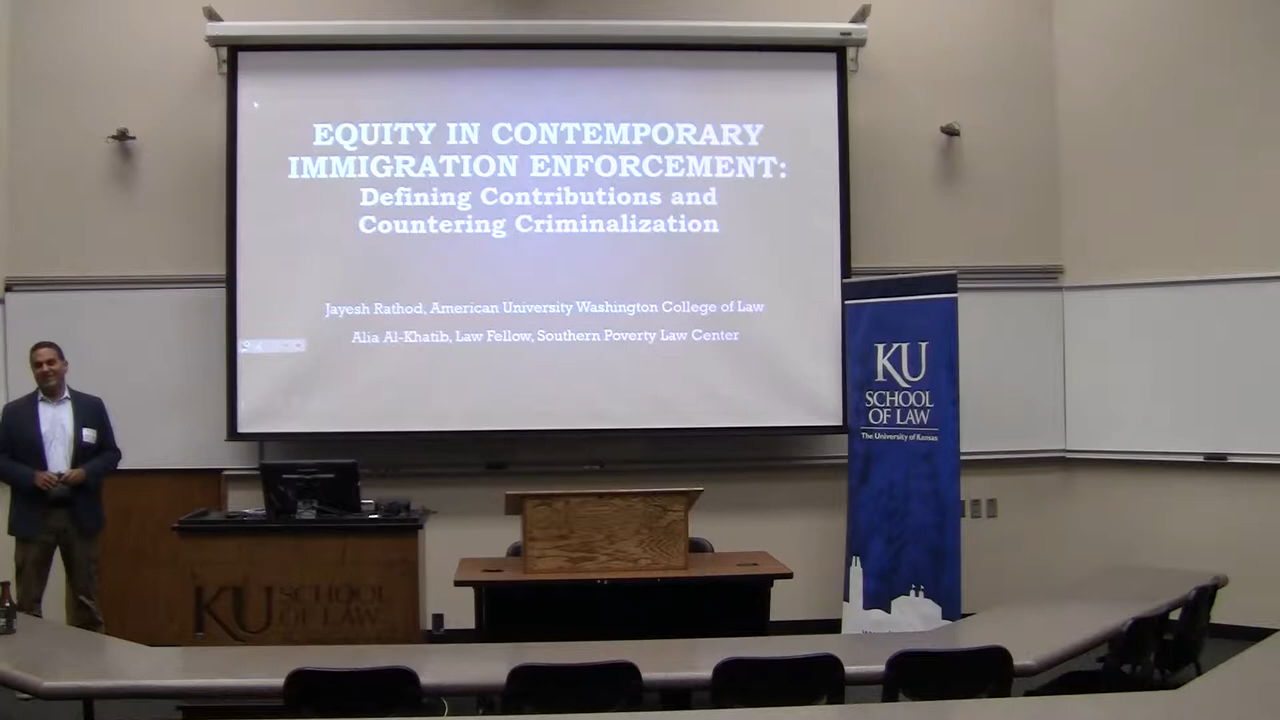 EQUITY IN CONTEMPORARY
IMMIGRATION ENFORCEMENT:
Defining Contributions and
Countering Criminalization
Jayesh Rathod, American University Washington College of Law
Alia Al-Khatib, Law Fellow, Southern Poverty Law Center
KU
SCHOOL
OF LAW
The University of Kansas
KU SCHOOL
OF LAW